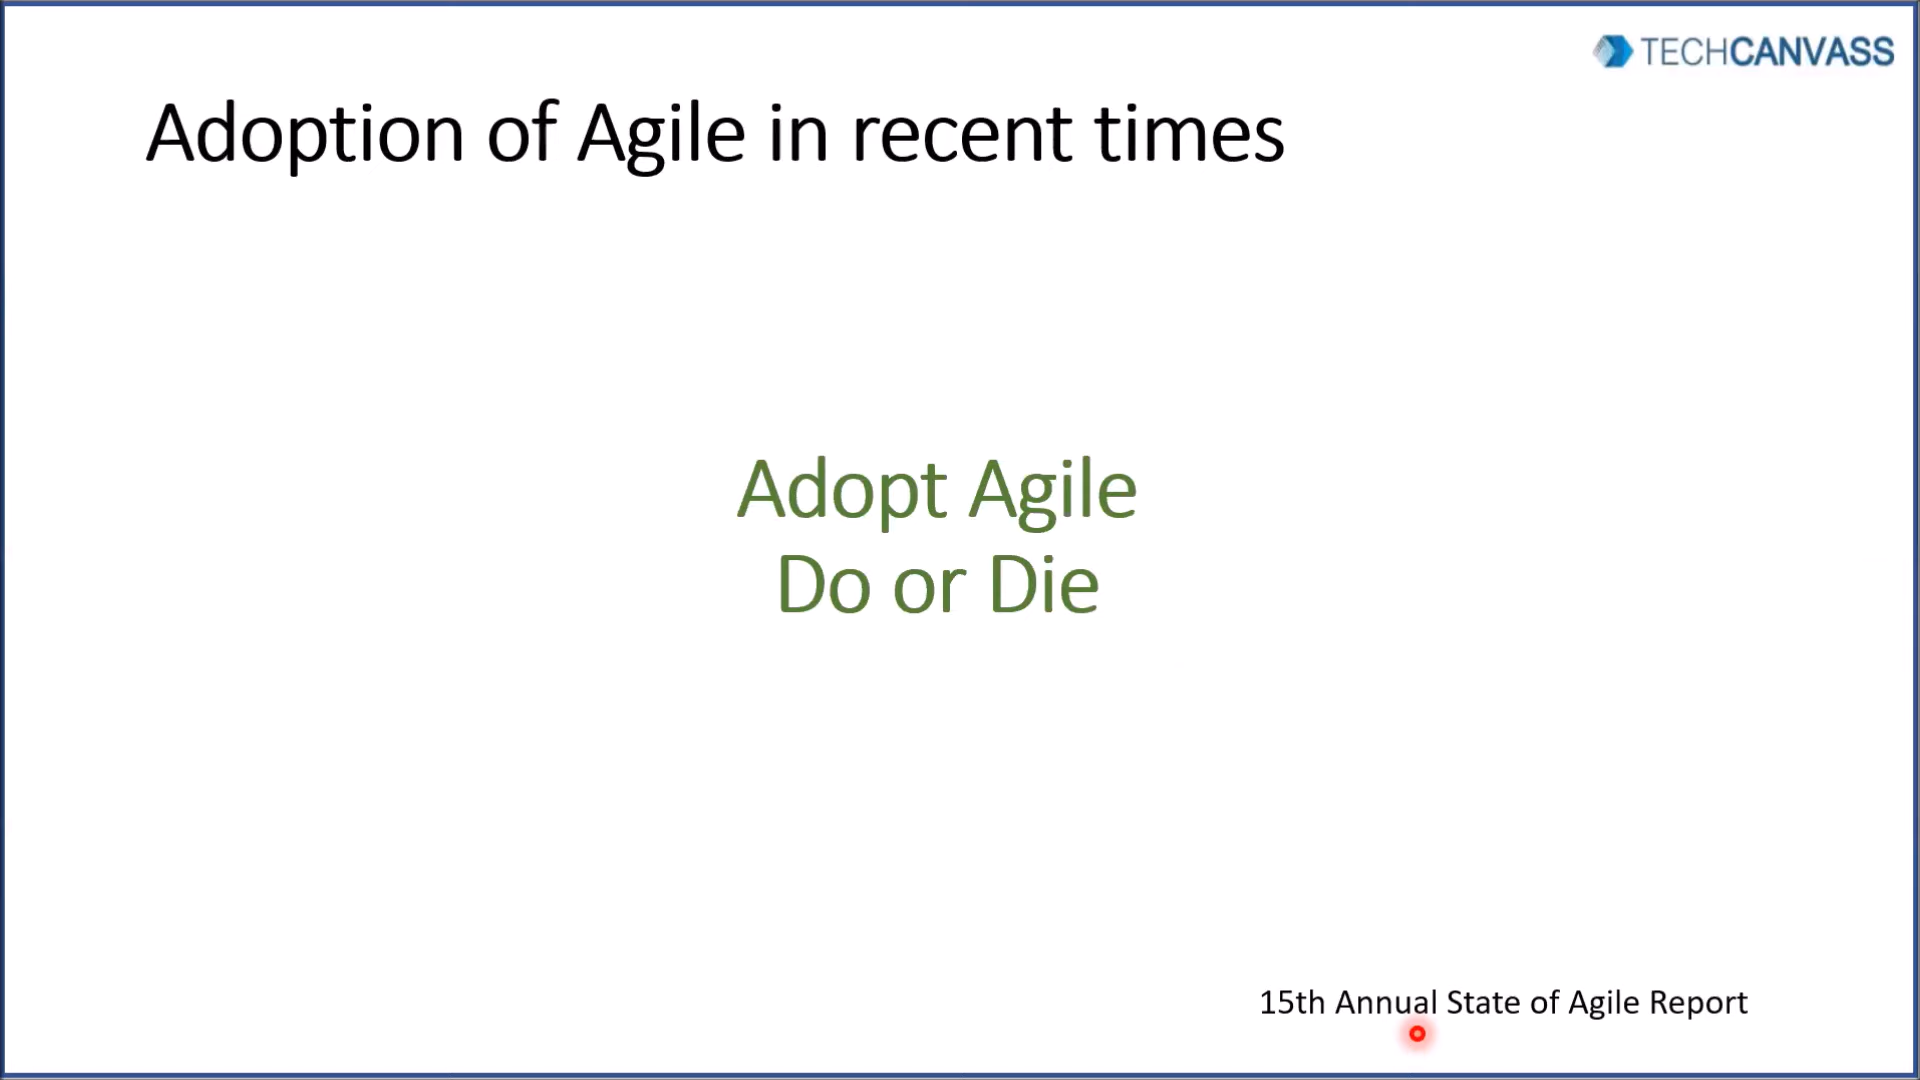 TECHCANVASS
Adoption of Agile in recent times
Adopt Agile
Do or Die
15th Annual State of Agile Report